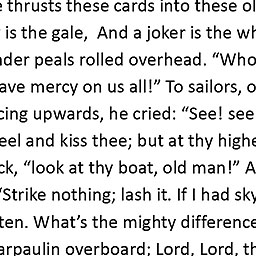 thrusts these cards into these ol
is the gale, And a joker is the wh
der peals rolled overhead. “Who
ave mercy on us all!” To sailors, o
cing upwards, he cried: “See! see
eel and kiss thee; but at thy highe
ck, “look at thy boat, old man!” A
“Strike nothing; lash it. If I had sky
ten. What’s the mighty difference
arpaulin overboard; Lord, Lord, th